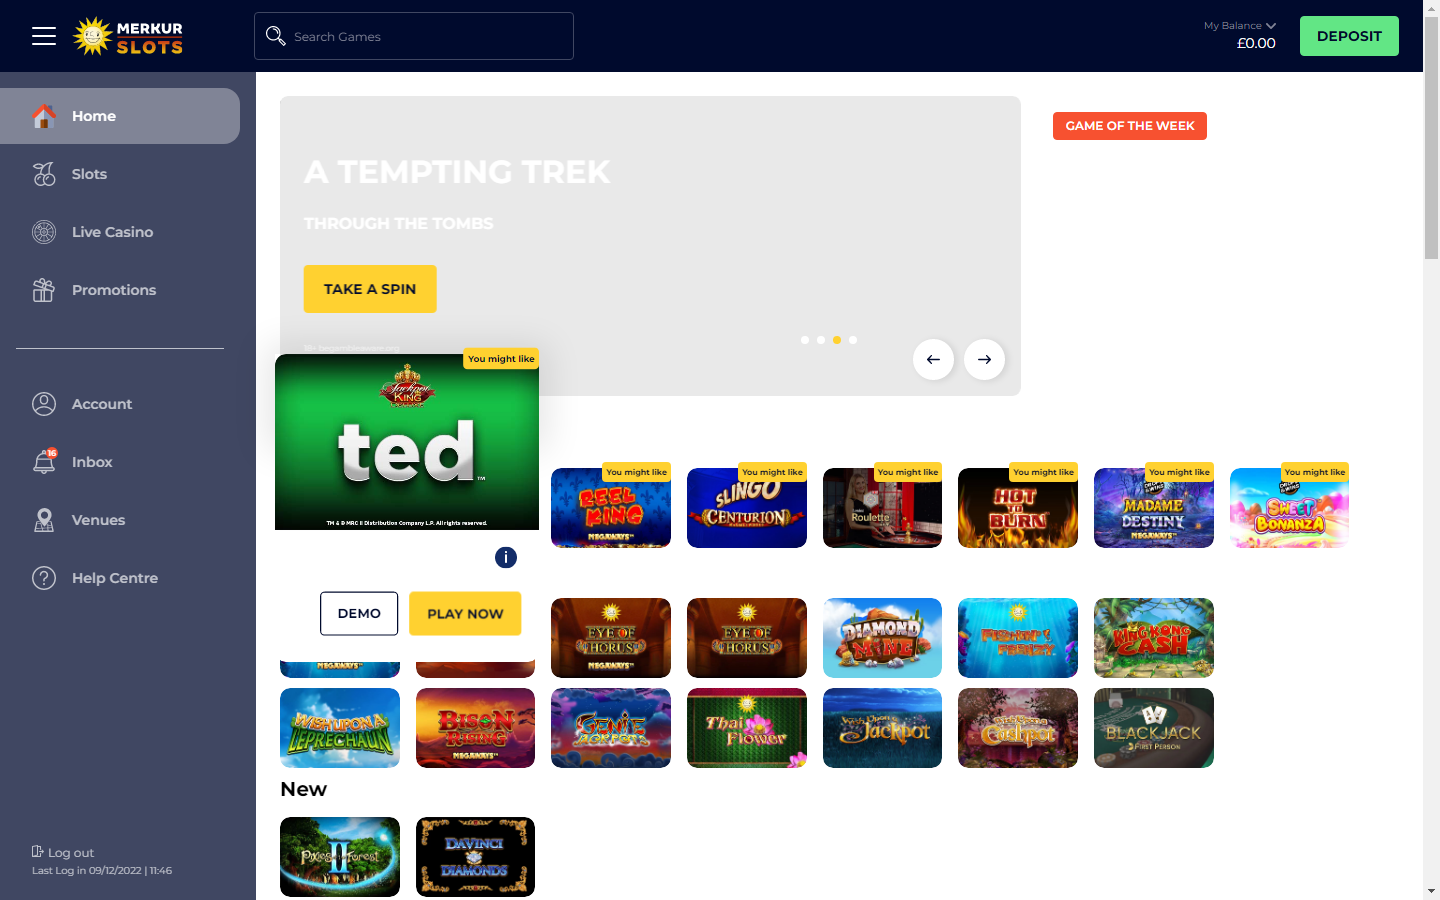 MERKUR
SLOTS
Search Games
My Balance
£0.00
DEPOSIT
Home
Slots
Live Casino
Promotions
Account
16
Inbox
Venues
Help Centre
Log out
Last Log in 09/12/2022 | 11:46
A TEMPTING TREK
THROUGH THE TOMBS
TAKE A SPIN
GAME OF THE WEEK
You might like
Jackpot
KING
ted
TM & © MRC II Distribution Company L.P. All rights reserved.
i
DEMO
PLAY NOW
You might like
REEL
KING
MEGAWAYS
You might like
SLINGO
CENTURION
You might like
Roulette
You might like
HOT
TO
BURN
You might like
MADAME
DESTINY
MEGAWAYS
You might like
SWEET
BONANZA
EYE OF
HORUS
MEGAWAYS
EYE OF
HORUS
DIAMOND
MINE
FISHIN'
FRENZY
KING KONG
CASH
WISH UPON A
LEPRECHAUN
BISON
RISING
MEGAWAYS
GENIE
JACKPOTS
Thai
Flower
Wish Upon a
Jackpot
Cashpot
BLACKJACK
FIRST PERSON
New
Pixies of the Forest
II
DAVINCI
DIAMONDS